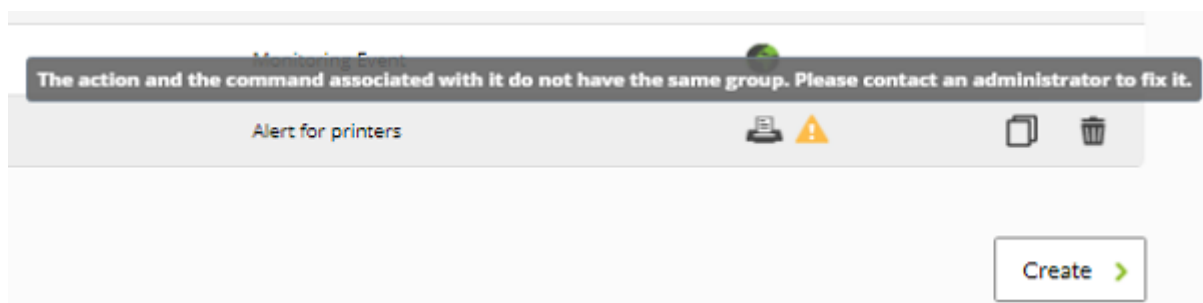 Monitoring Event
The action and the command associated with it do not have the same group. Please contact an administrator to fix it.
Alert for printers
Create